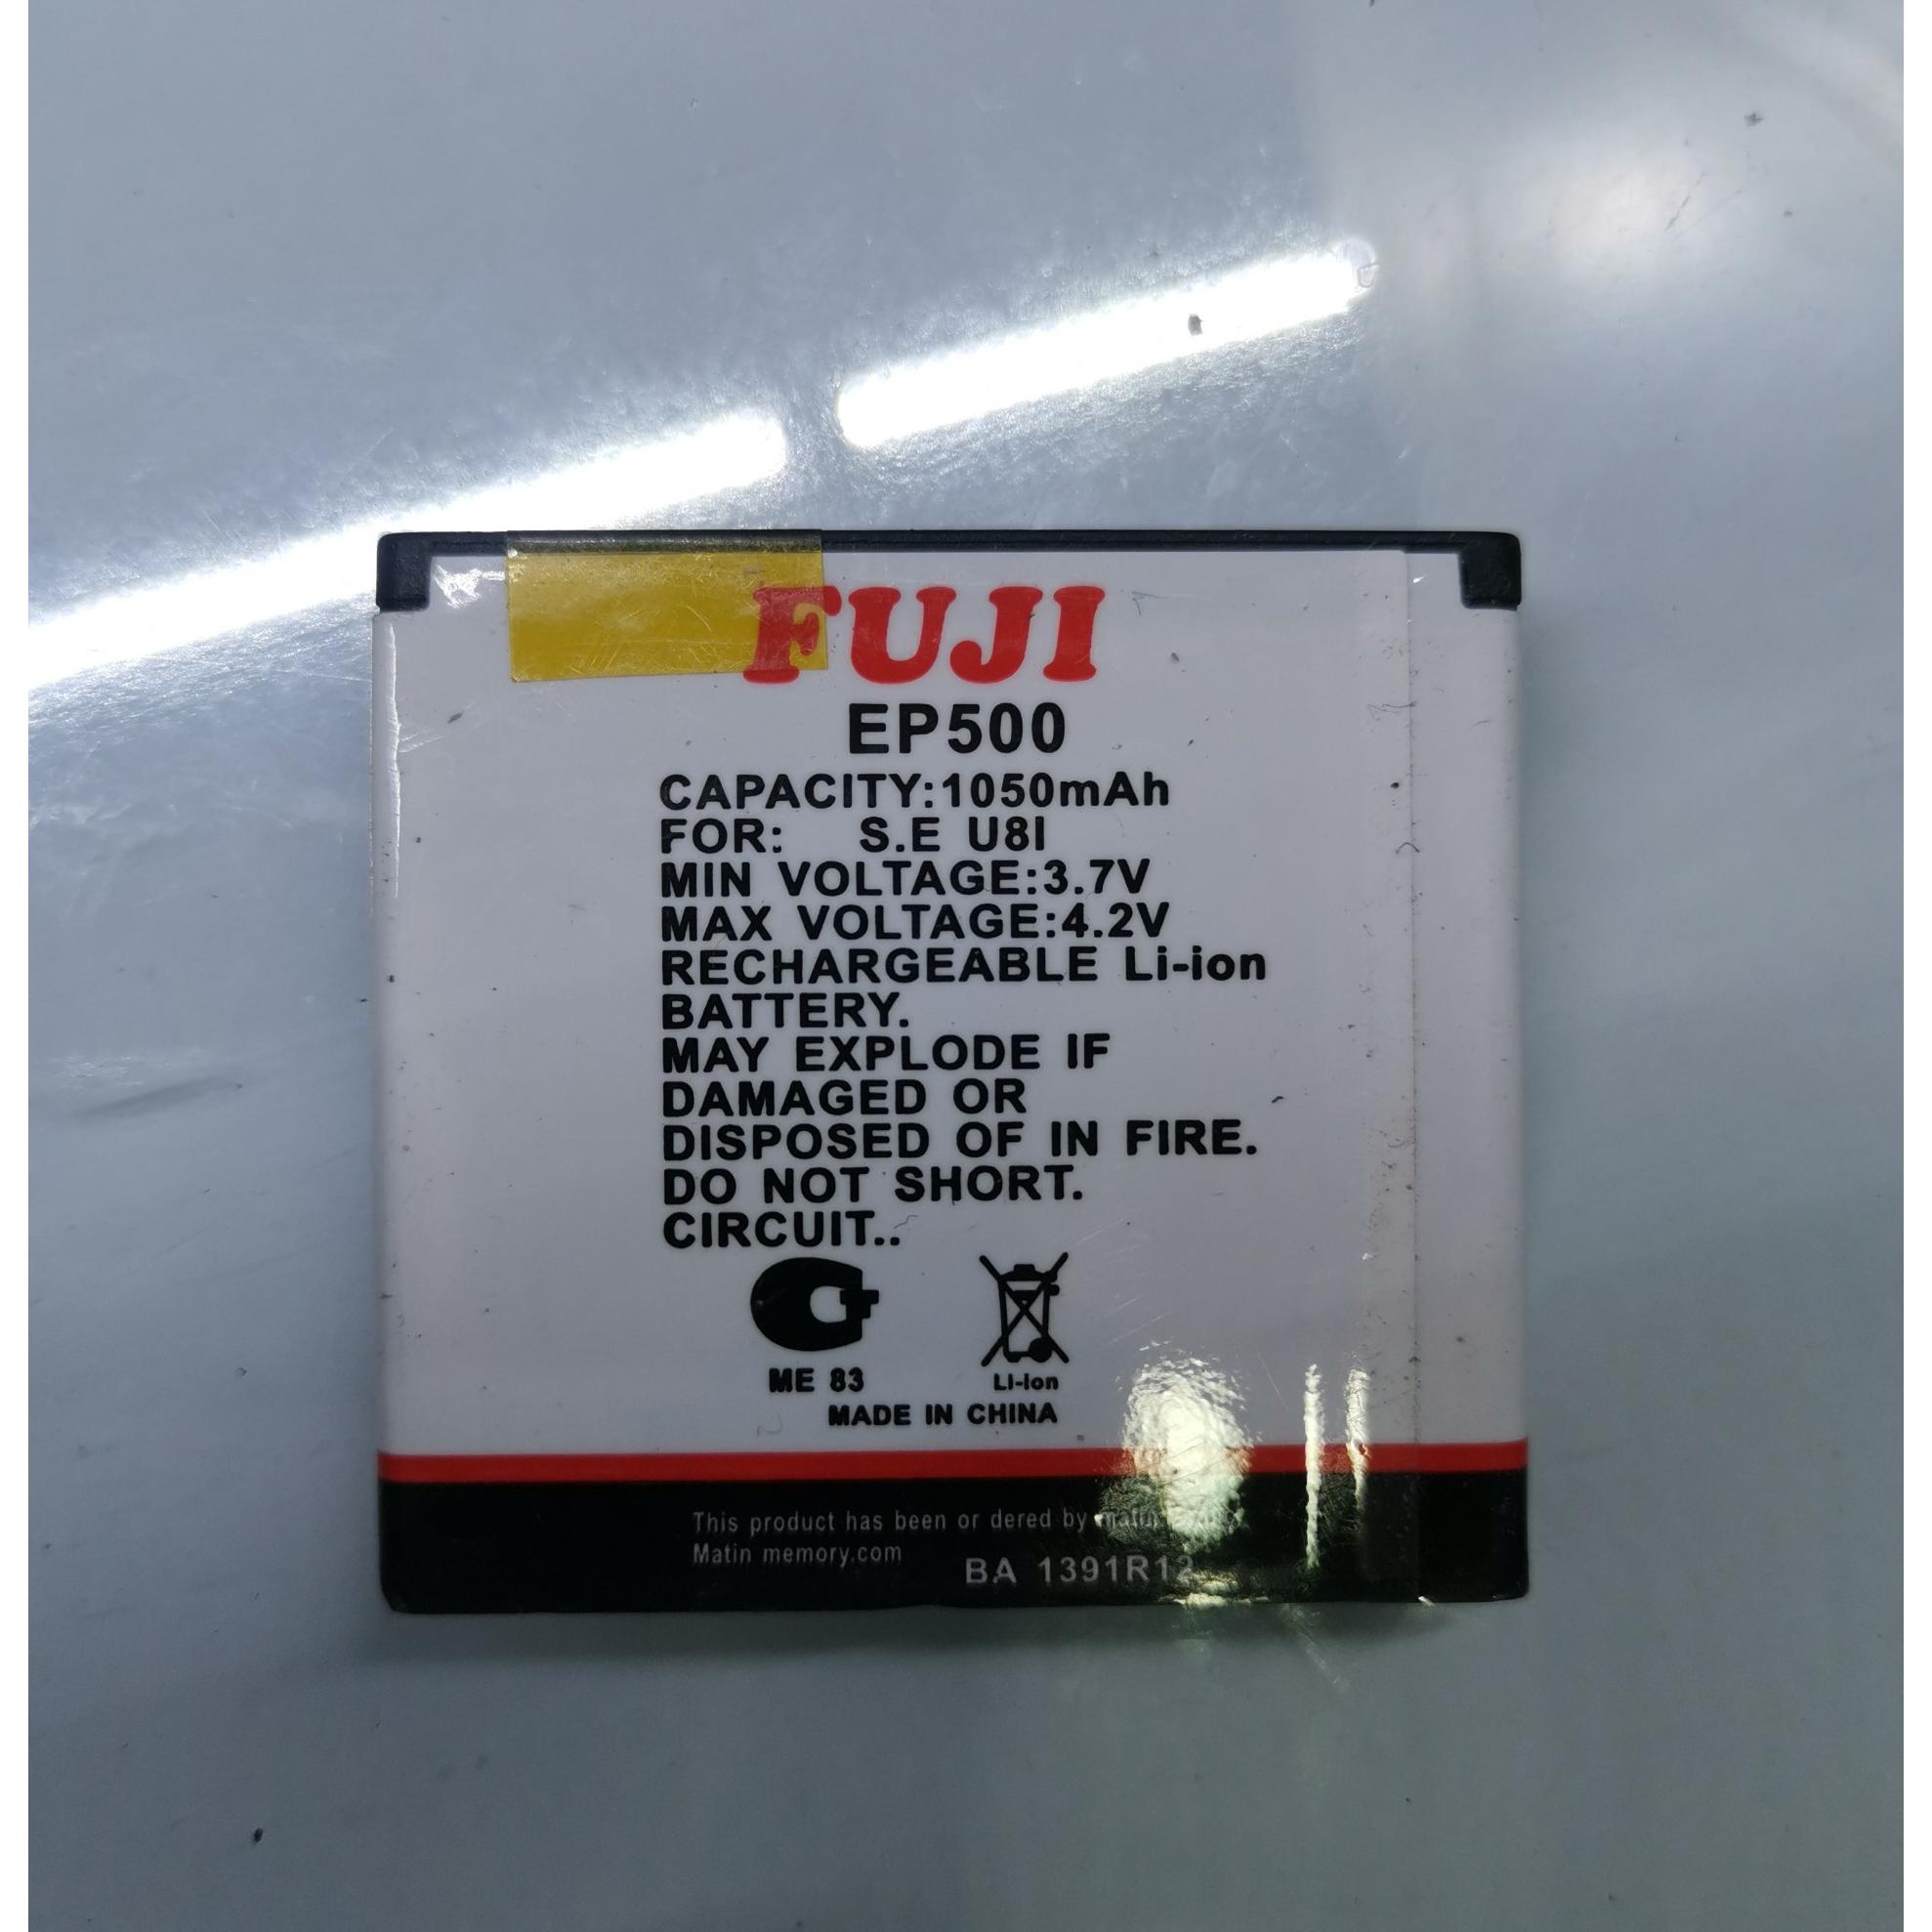 FUJI
EP500
CAPACITY:1050mAh
FOR: S.E U8I
MIN VOLTAGE:3.7V
MAX VOLTAGE:4.2V
RECHARGEABLE Li-ion
BATTERY.
MAY EXPLODE IF
DAMAGED OR
DISPOSED OF IN FIRE.
DO NOT SHORT.
CIRCUIT..
ME 83
Li-Ion
MADE IN CHINA
This product has been or dered by
Matin memory.com
BA 1391R12